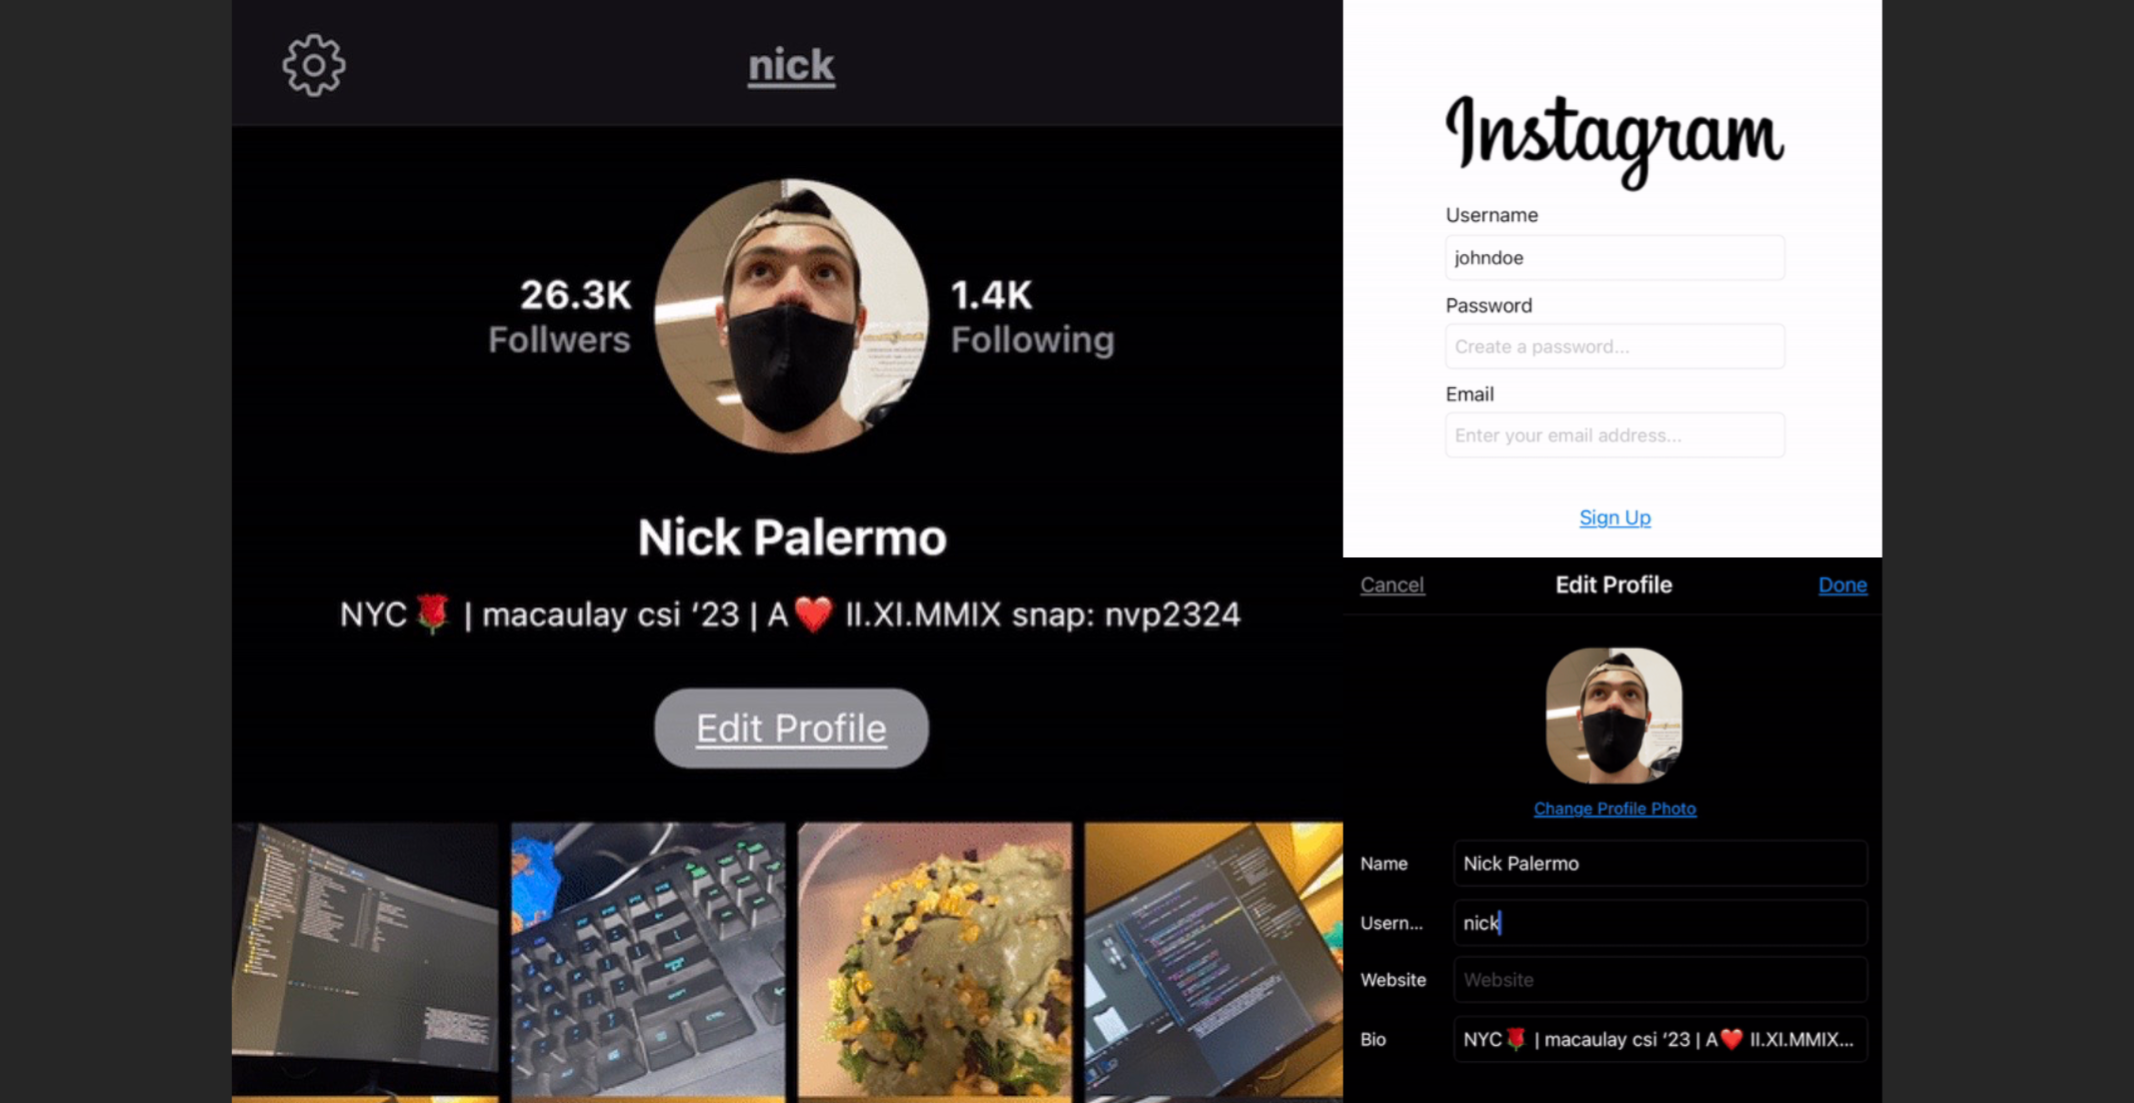 nick
26.3K
Follwers
1.4K
Following
Nick Palermo
NYC🌹 | macaulay csi ‘23 | A❤️ II.XI.MMIX snap: nvp2324
Edit Profile
Instagram
Username
johndoe
Password
Create a password...
Email
Enter your email address...
Sign Up
Cancel Edit Profile Done
Change Profile Photo
Name Nick Palermo
Usern... nick
Website Website
Bio NYC🌹 | macaulay csi ‘23 | A❤️ II.XI.MMIX...